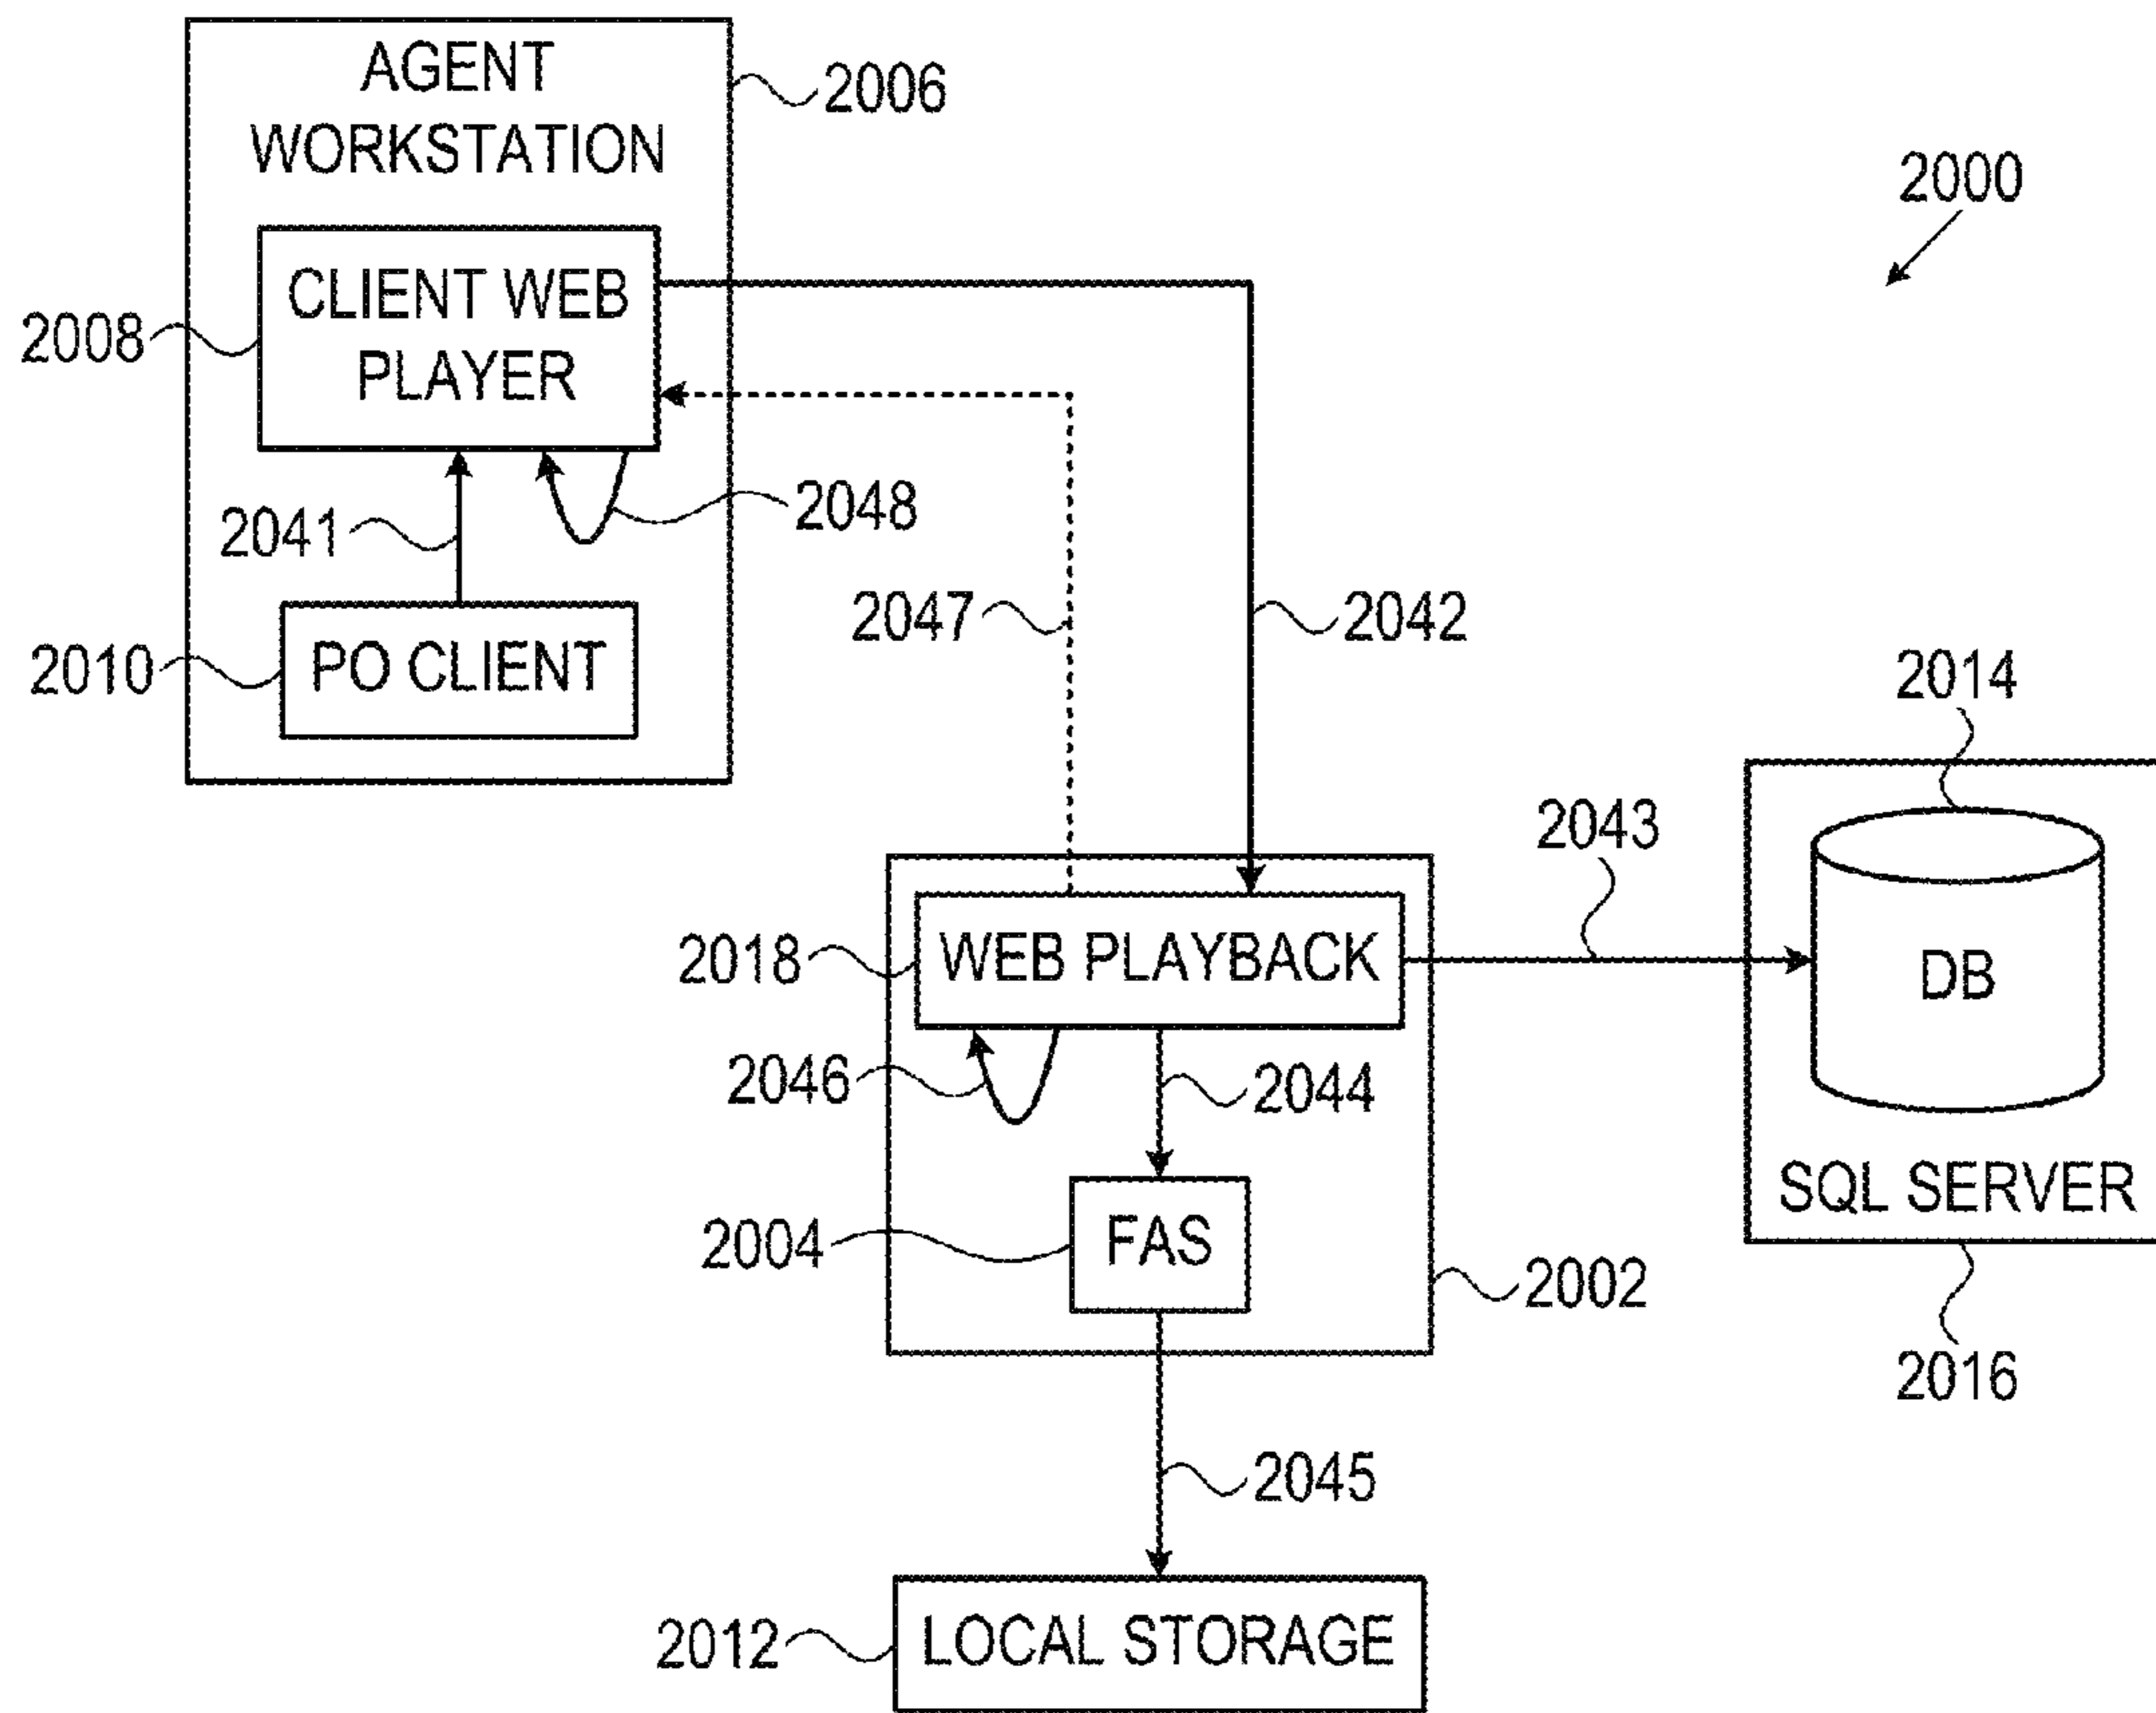 AGENT
WORKSTATION
2006
2000
CLIENT WEB
PLAYER
2008
2048
2041
2047
2042
PO CLIENT
2010
2014
2043
WEB PLAYBACK
2018
DB
2046
2044
SQL SERVER
FAS
2004
2002
2016
2045
LOCAL STORAGE
2012